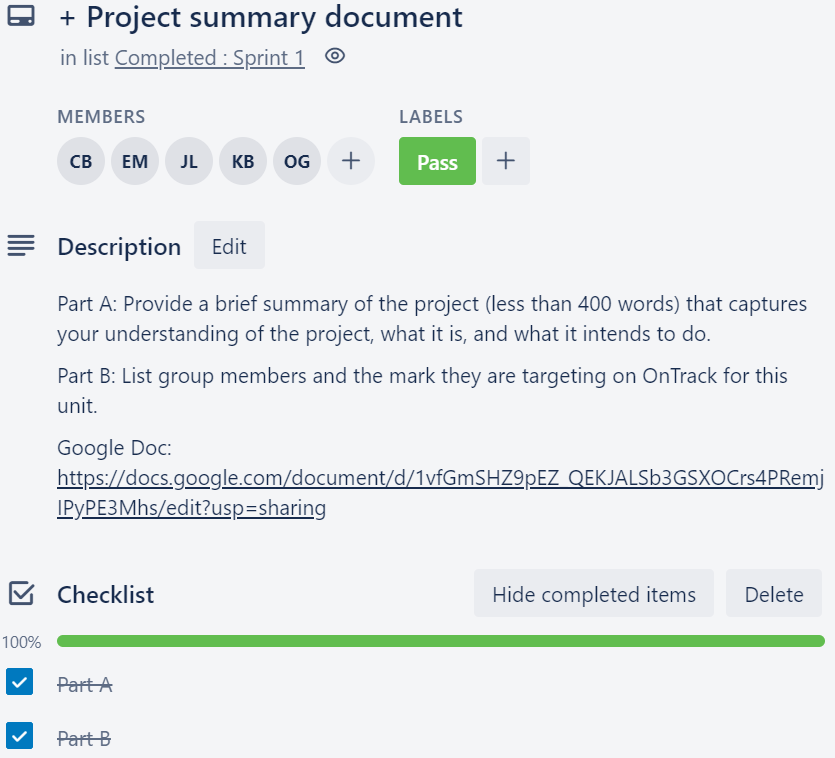 + Project summary document
in list Completed : Sprint 1
MEMBERS
LABELS
CB EM JL KB OG +
Pass +
Description Edit
Part A: Provide a brief summary of the project (less than 400 words) that captures
your understanding of the project, what it is, and what it intends to do.
Part B: List group members and the mark they are targeting on OnTrack for this
unit.
Google Doc:
https://docs.google.com/document/d/1vfGmSHZ9pEZ_QEKJALSb3GSXOCrs4PRemj
IPyPE3Mhs/edit?usp=sharing
Checklist Hide completed items Delete
100%
Part A
Part B